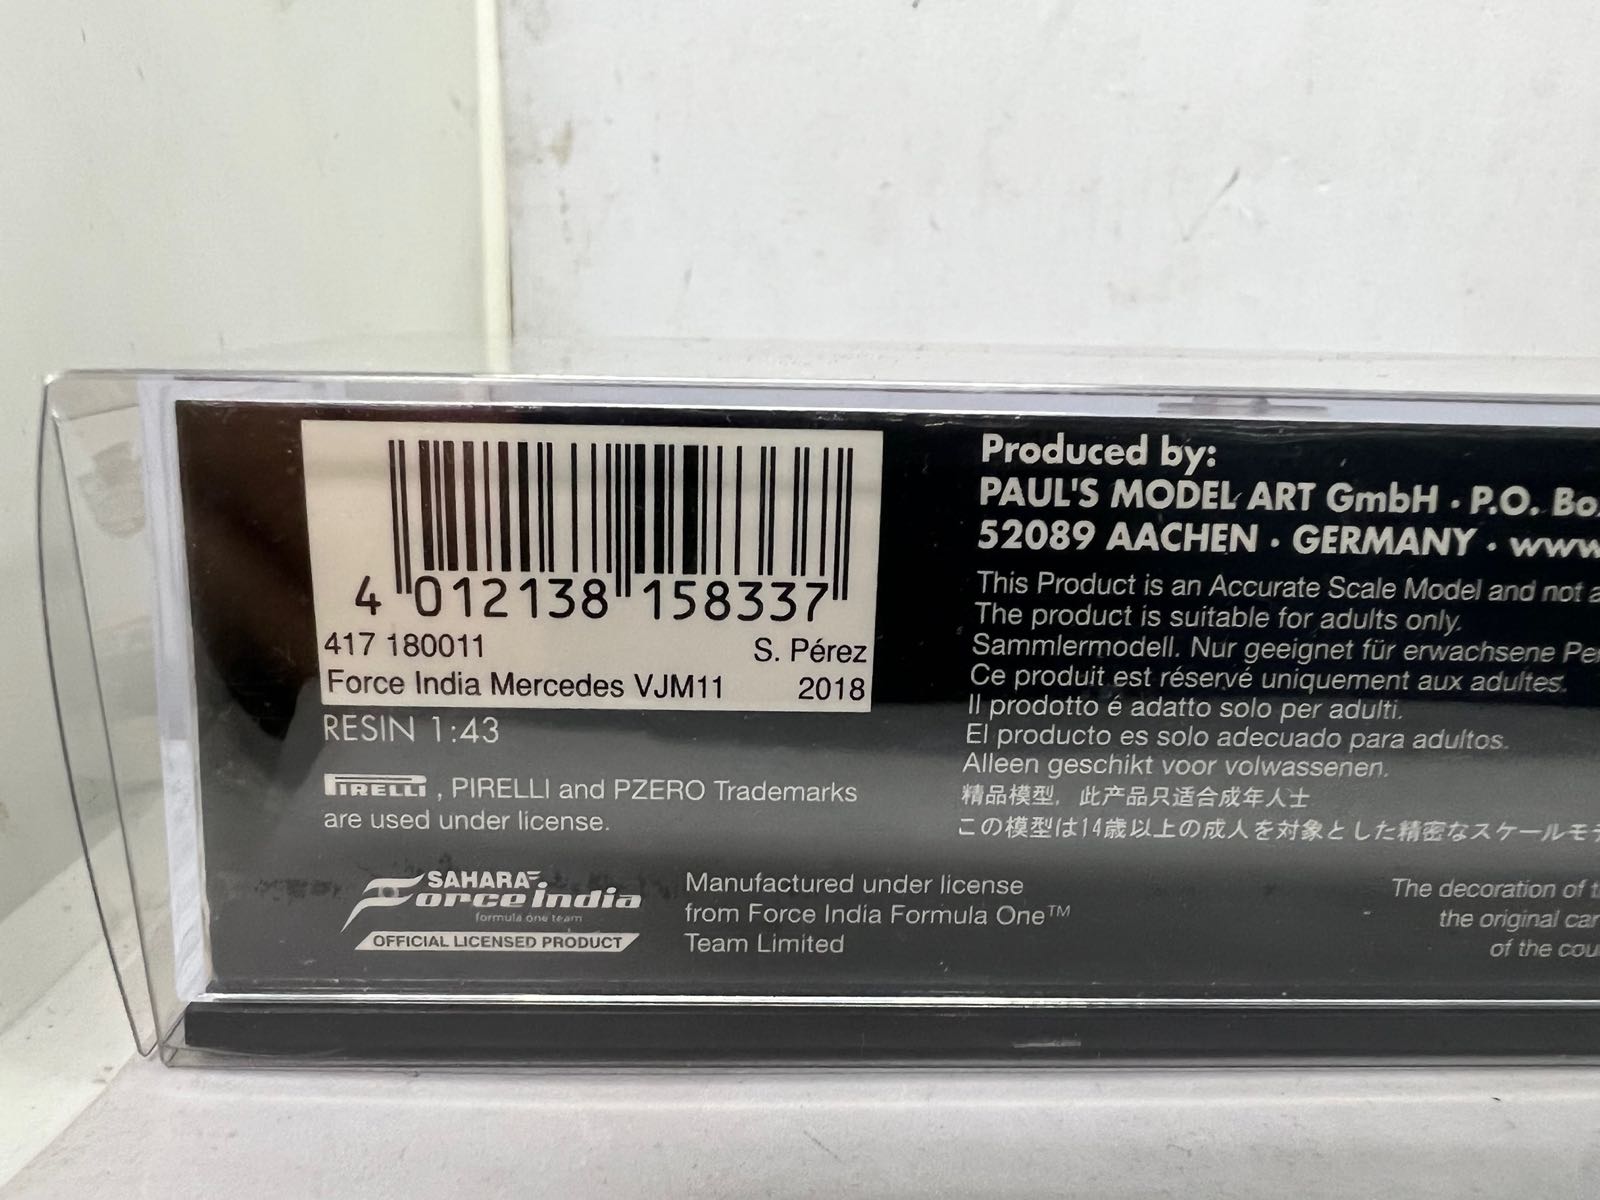 4 012138 158337
417 180011 S. Pérez
Force India Mercedes VJM11 2018
RESIN 1:43
PIRELLI, PIRELLI and PZERO Trademarks
are used under license.
SAHARA
Force india
formula one team
OFFICIAL LICENSED PRODUCT
Manufactured under license
from Force India Formula One™
Team Limited
Produced by:
PAUL'S MODEL ART GmbH · P.O. Bo
52089 AACHEN · GERMANY · www
This Product is an Accurate Scale Model and not a
The product is suitable for adults only.
Sammlermodell. Nur geeignet für erwachsene Pe
Ce produit est réservé uniquement aux adultes.
Il prodotto é adatto solo per adulti.
El producto es solo adecuado para adultos.
Alleen geschikt voor volwassenen.
精品模型, 此产品只适合成年人士
この模型は14歳以上の成人を対象とした精密なスケールモデ
The decoration of t
the original car
of the cou